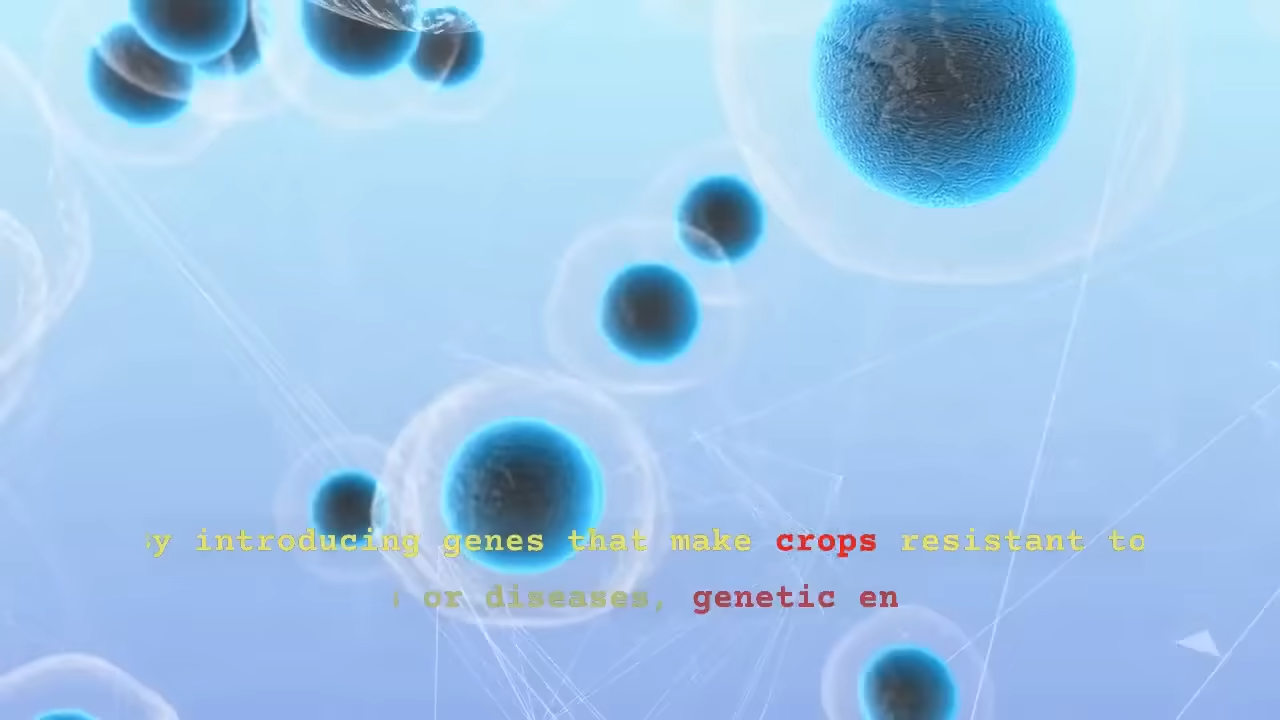 y introducing genes that make crops resistant to
or diseases, genetic en